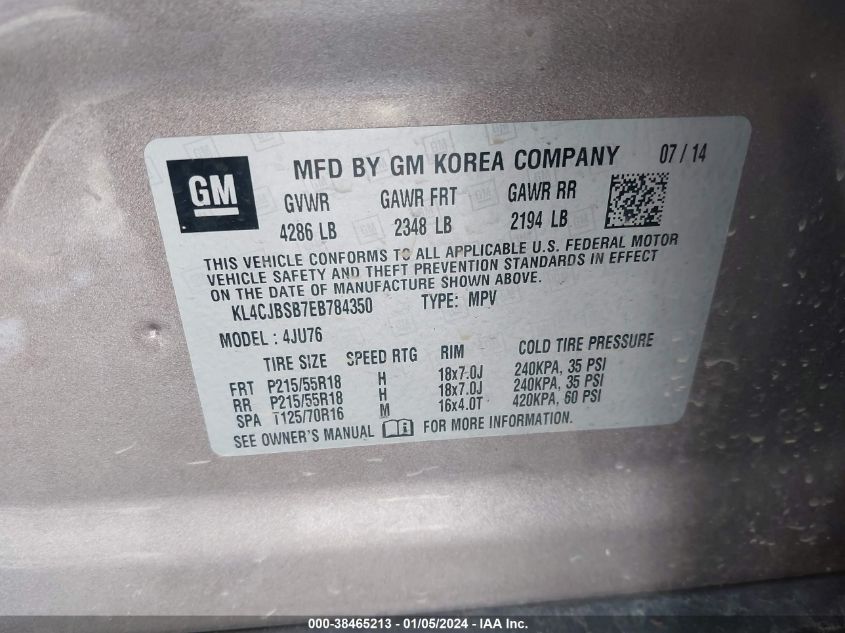 GM
MFD BY GM KOREA COMPANY 07/14
GVWR GAWR FRT GAWR RR
4286 LB 2348 LB 2194 LB
THIS VEHICLE CONFORMS TO ALL APPLICABLE U.S. FEDERAL MOTOR
VEHICLE SAFETY AND THEFT PREVENTION STANDARDS IN EFFECT
ON THE DATE OF MANUFACTURE SHOWN ABOVE.
KL4CJBSB7EB784350 TYPE: MPV
MODEL : 4JU76
TIRE SIZE SPEED RTG RIM COLD TIRE PRESSURE
FRT P215/55R18 H 18x7.0J 240KPA, 35 PSI
RR P215/55R18 H 18x7.0J 240KPA, 35 PSI
SPA T125/70R16 M 16x4.0T 420KPA, 60 PSI
SEE OWNER'S MANUAL FOR MORE INFORMATION.
000-38465213 - 01/05/2024 - IAA Inc.